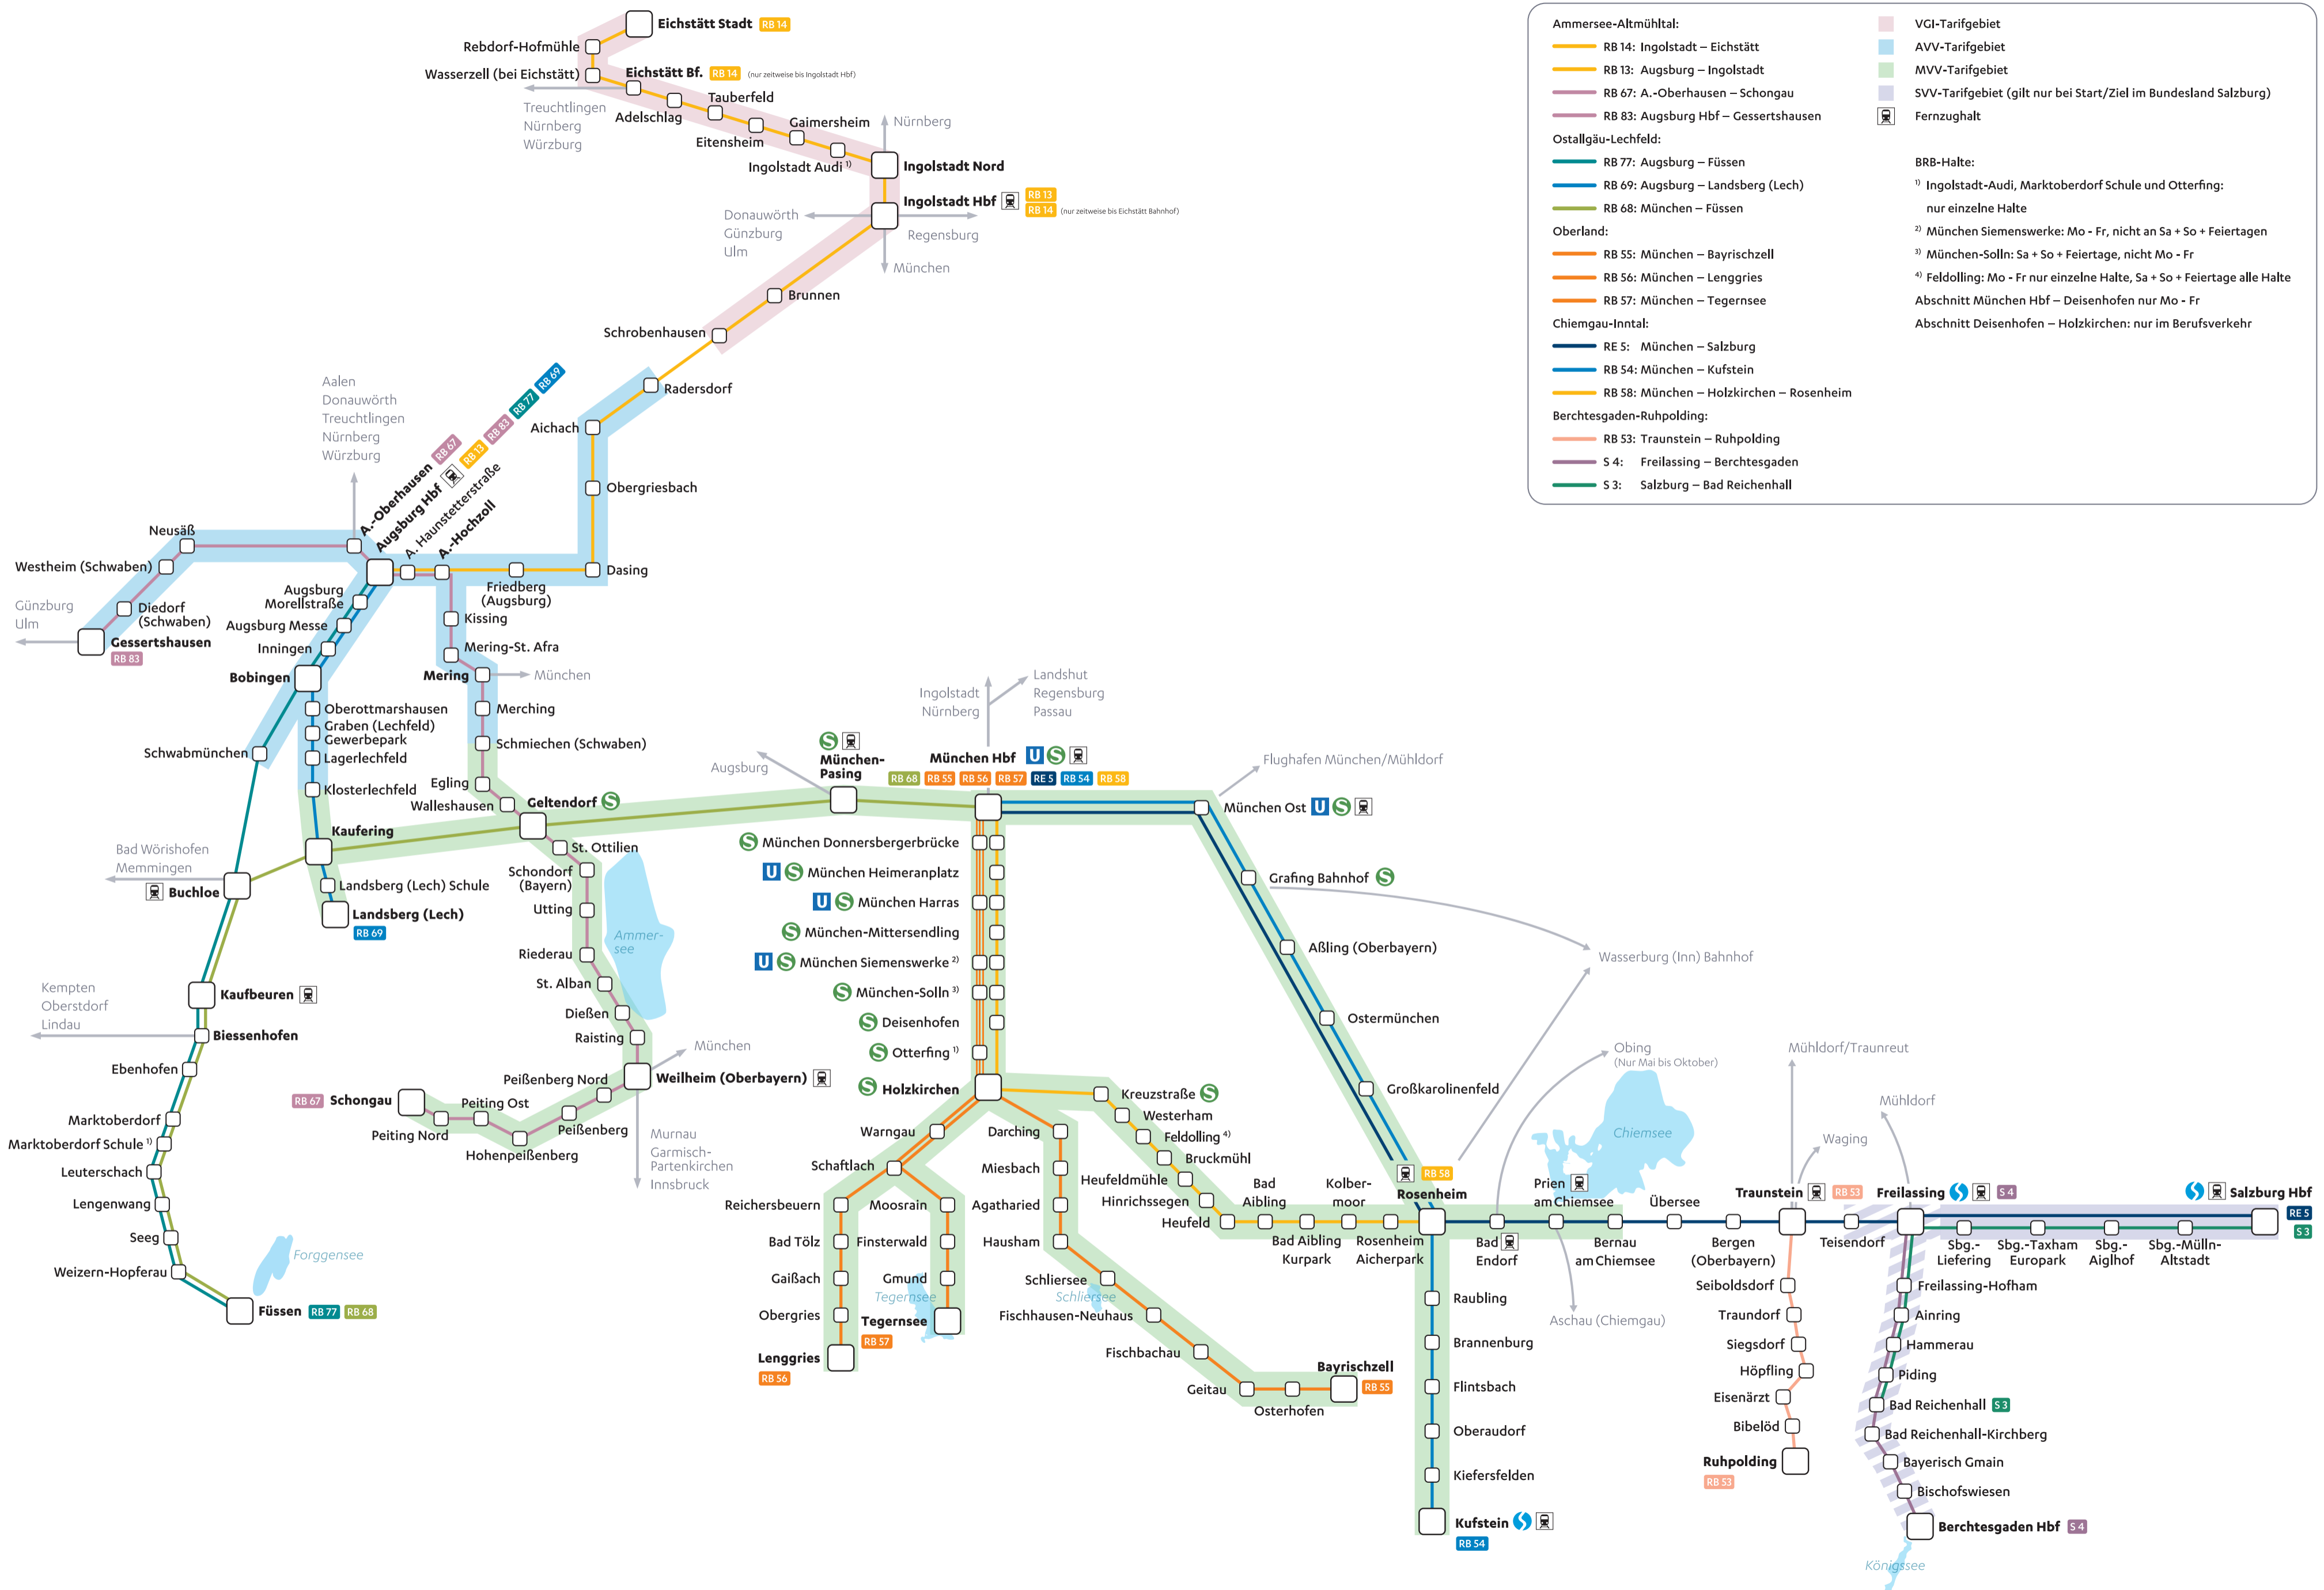 Eichstätt Stadt RB 14
Rebdorf-Hofmühle
Wasserzell (bei Eichstätt)
Eichstätt Bf. RB 14 (nur zeitweise bis Ingolstadt Hbf)
Treuchtlingen
Nürnberg
Würzburg
Adelschlag
Tauberfeld
Eitensheim
Gaimersheim
Ingolstadt Audi 1)
Nürnberg
Ingolstadt Nord
Ingolstadt Hbf RB 13
RB 14 (nur zeitweise bis Eichstätt Bahnhof)
Donauwörth
Günzburg
Ulm
Regensburg
München
Brunnen
Schrobenhausen
Radersdorf
Aichach
Obergriesbach
Dasing
Friedberg
(Augsburg)
Aalen
Donauwörth
Treuchtlingen
Nürnberg
Würzburg
A.-Oberhausen RB 67
Augsburg Hbf RB 13 RB 83 RB 77 RB 69
A. Haunstetterstraße
A.-Hochzoll
Neusäß
Westheim (Schwaben)
Diedorf
(Schwaben)
Günzburg
Ulm
Gessertshausen
RB 83
Augsburg
Morellstraße
Augsburg Messe
Inningen
Bobingen
Kissing
Mering-St. Afra
Mering
München
Merching
Schmiechen (Schwaben)
Egling
Walleshausen
Geltendorf S
Oberottmarshausen
Graben (Lechfeld)
Gewerbepark
Lagerlechfeld
Klosterlechfeld
Schwabmünchen
Kaufering
Landsberg (Lech) Schule
Landsberg (Lech)
RB 69
Bad Wörishofen
Memmingen
Buchloe
Kaufbeuren
Kempten
Oberstdorf
Lindau
Biessenhofen
Ebenhofen
Marktoberdorf
Marktoberdorf Schule 1)
Leuterschach
Lengenwang
Seeg
Weizern-Hopferau
Forggensee
Füssen RB 77 RB 68
St. Ottilien
Schondorf
(Bayern)
Utting
Ammer-
see
Riederau
St. Alban
Dießen
Raisting
München
Weilheim (Oberbayern)
Peißenberg Nord
Peißenberg
Hohenpeißenberg
Peiting Ost
Peiting Nord
RB 67 Schongau
Murnau
Garmisch-
Partenkirchen
Innsbruck
Augsburg
S
München-
Pasing
Ingolstadt
Nürnberg
Landshut
Regensburg
Passau
München Hbf U S
RB 68 RB 55 RB 56 RB 57 RE 5 RB 54 RB 58
Flughafen München/Mühldorf
München Ost U S
S München Donnersbergerbrücke
U S München Heimeranplatz
U S München Harras
S München-Mittersendling
U S München Siemenswerke 2)
S München-Solln 3)
S Deisenhofen
S Otterfing 1)
S Holzkirchen
Grafing Bahnhof S
Aßling (Oberbayern)
Ostermünchen
Großkarolinenfeld
Wasserburg (Inn) Bahnhof
Kreuzstraße S
Westerham
Feldolling 4)
Bruckmühl
Heufeldmühle
Hinrichssegen
Heufeld
Bad
Aibling
Bad Aibling
Kurpark
Kolber-
moor
Rosenheim
Aicherpark
RB 58
Rosenheim
Warngau
Schaftlach
Reichersbeuern
Bad Tölz
Gaißach
Obergries
Lenggries
RB 56
Moosrain
Finsterwald
Gmund
Tegernsee
Tegernsee
RB 57
Darching
Miesbach
Agatharied
Hausham
Schliersee
Schliersee
Fischhausen-Neuhaus
Fischbachau
Geitau
Osterhofen
Bayrischzell
RB 55
Raubling
Brannenburg
Flintsbach
Oberaudorf
Kiefersfelden
Kufstein
RB 54
Obing
(Nur Mai bis Oktober)
Chiemsee
Bad
Endorf
Prien
am Chiemsee
Aschau (Chiemgau)
Bernau
am Chiemsee
Übersee
Bergen
(Oberbayern)
Mühldorf/Traunreut
Waging
Mühldorf
Traunstein RB 53
Teisendorf
Freilassing S 4
Sbg.-
Liefering
Sbg.-Taxham
Europark
Sbg.-
Aiglhof
Sbg.-Mülln-
Altstadt
Salzburg Hbf
RE 5
S 3
Seiboldsdorf
Traundorf
Siegsdorf
Höpfling
Eisenärzt
Bibelöd
Ruhpolding
RB 53
Freilassing-Hofham
Ainring
Hammerau
Piding
Bad Reichenhall S 3
Bad Reichenhall-Kirchberg
Bayerisch Gmain
Bischofswiesen
Berchtesgaden Hbf S 4
Königssee
Ammersee-Altmühltal:
RB 14: Ingolstadt – Eichstätt
RB 13: Augsburg – Ingolstadt
RB 67: A.-Oberhausen – Schongau
RB 83: Augsburg Hbf – Gessertshausen
Ostallgäu-Lechfeld:
RB 77: Augsburg – Füssen
RB 69: Augsburg – Landsberg (Lech)
RB 68: München – Füssen
Oberland:
RB 55: München – Bayrischzell
RB 56: München – Lenggries
RB 57: München – Tegernsee
Chiemgau-Inntal:
RE 5: München – Salzburg
RB 54: München – Kufstein
RB 58: München – Holzkirchen – Rosenheim
Berchtesgaden-Ruhpolding:
RB 53: Traunstein – Ruhpolding
S 4: Freilassing – Berchtesgaden
S 3: Salzburg – Bad Reichenhall
VGI-Tarifgebiet
AVV-Tarifgebiet
MVV-Tarifgebiet
SVV-Tarifgebiet (gilt nur bei Start/Ziel im Bundesland Salzburg)
Fernzughalt
BRB-Halte:
1) Ingolstadt-Audi, Marktoberdorf Schule und Otterfing:
nur einzelne Halte
2) München Siemenswerke: Mo - Fr, nicht an Sa + So + Feiertagen
3) München-Solln: Sa + So + Feiertage, nicht Mo - Fr
4) Feldolling: Mo - Fr nur einzelne Halte, Sa + So + Feiertage alle Halte
Abschnitt München Hbf – Deisenhofen nur Mo - Fr
Abschnitt Deisenhofen – Holzkirchen: nur im Berufsverkehr